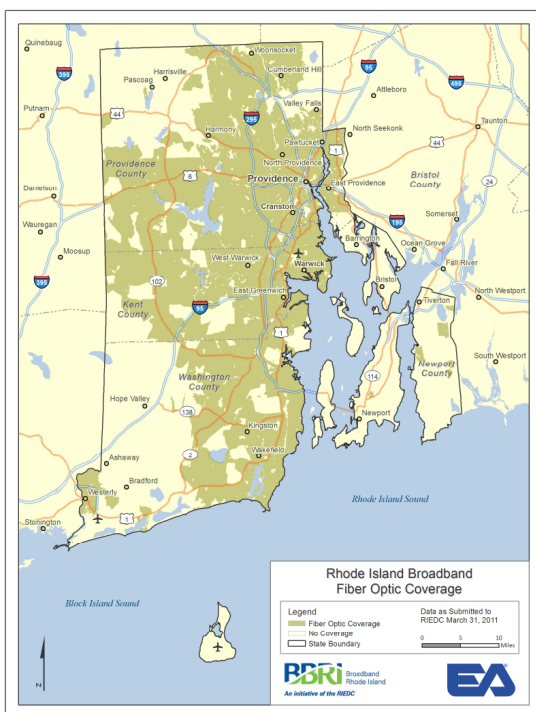 Quinebaug
Woonsocket
395
Harrisville
Cumberland Hill
95
495
Pascoag
Attleboro
Putnam
44
295
Valley Falls
Taunton
Harmony
Pawtucket
1
North Seekonk
44
Providence
County
6
North Providence
Bristol
County
Danielson
Providence
East Providence
24
Cranston
Somerset
Wauregan
195
Barrington
Ocean Grove
Moosup
West Warwick
Warwick
Fall River
395
102
Bristol
East Greenwich
Tiverton
North Westport
Kent
County
95
1
South Westport
Washington
County
114
Newport
County
Hope Valley
138
Newport
Kingston
2
Wakefield
Ashaway
Bradford
Westerly
Rhode Island Sound
1
Stonington
Block Island Sound
Rhode Island Broadband
Fiber Optic Coverage
Legend
Fiber Optic Coverage
No Coverage
State Boundary
Data as Submitted to
RIEDC March 31, 2011
0 5 10
Miles
N
BBRI Broadband
Rhode Island
An initiative of the RIEDC
EA